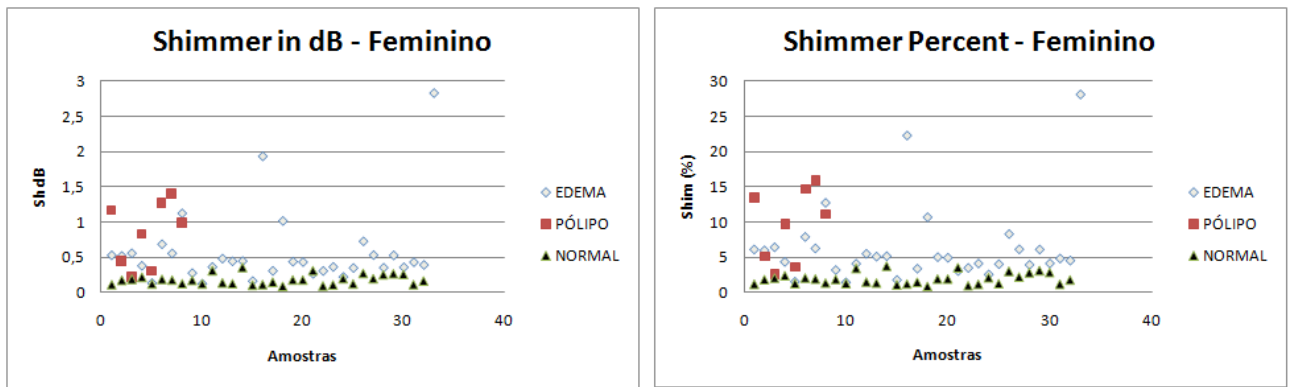 Shimmer in dB - Feminino
3
2,5
2
1,5
1
0,5
0
ShdB
0
10
20
30
40
Amostras
EDEMA
PÓLIPO
NORMAL
Shimmer Percent - Feminino
30
25
20
15
10
5
0
Shim (%)
0
10
20
30
40
Amostras
EDEMA
PÓLIPO
NORMAL